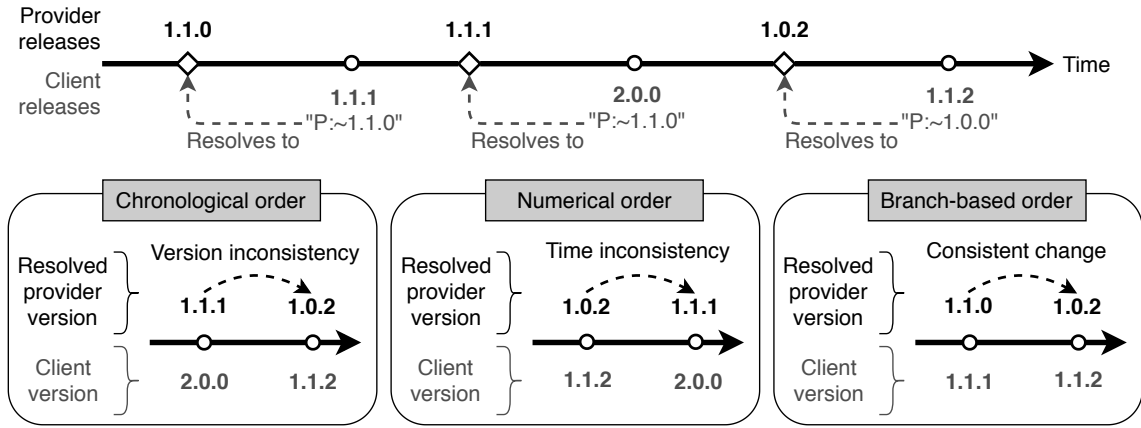 Provider
releases
1.1.0
1.1.1
1.0.2
Time
Client
releases
1.1.1
2.0.0
1.1.2
"P:~1.1.0"
"P:~1.1.0"
"P:~1.0.0"
Resolves to
Resolves to
Resolves to
Chronological order
Version inconsistency
Resolved
provider
version
1.1.1
1.0.2
Client
version
2.0.0
1.1.2
Numerical order
Time inconsistency
Resolved
provider
version
1.0.2
1.1.1
Client
version
1.1.2
2.0.0
Branch-based order
Consistent change
Resolved
provider
version
1.1.0
1.0.2
Client
version
1.1.1
1.1.2